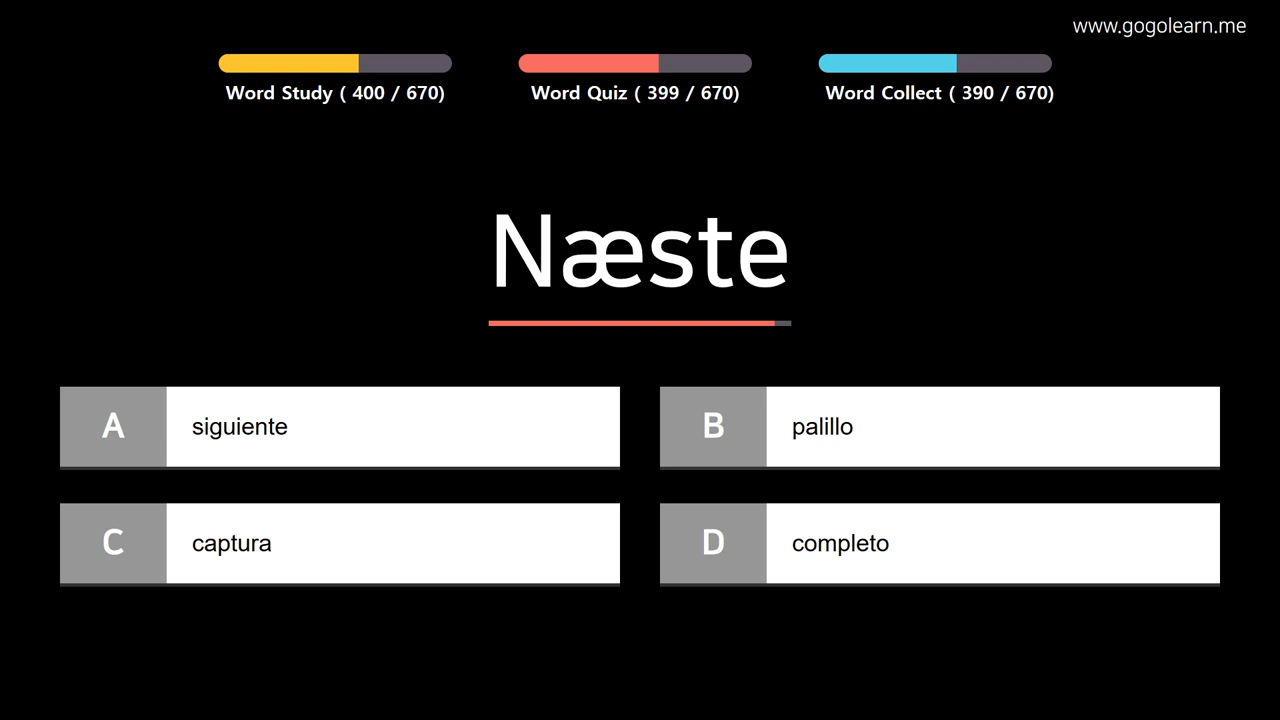 www.gogolearn.me
Word Study ( 400 / 670)
Word Quiz ( 399 / 670)
Word Collect ( 390 / 670)
Næste
A siguiente
B palillo
C captura
D completo